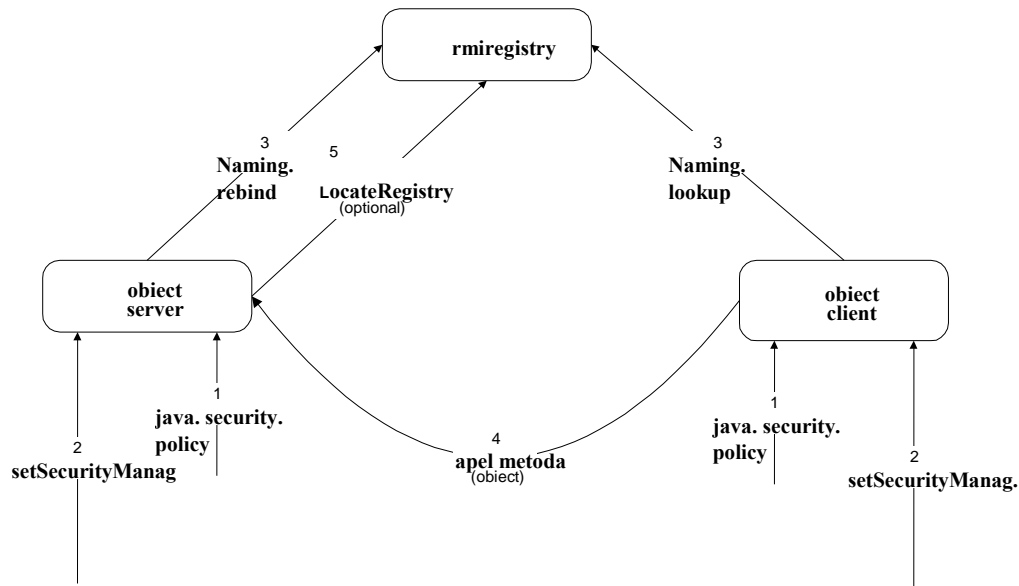 rmiregistry
3
Naming.
rebind
5
LocateRegistry
(optional)
3
Naming.
lookup
obiect
server
obiect
client
1
java. security.
policy
2
setSecurityManag
4
apel metoda
(obiect)
1
java. security.
policy
2
setSecurityManag.